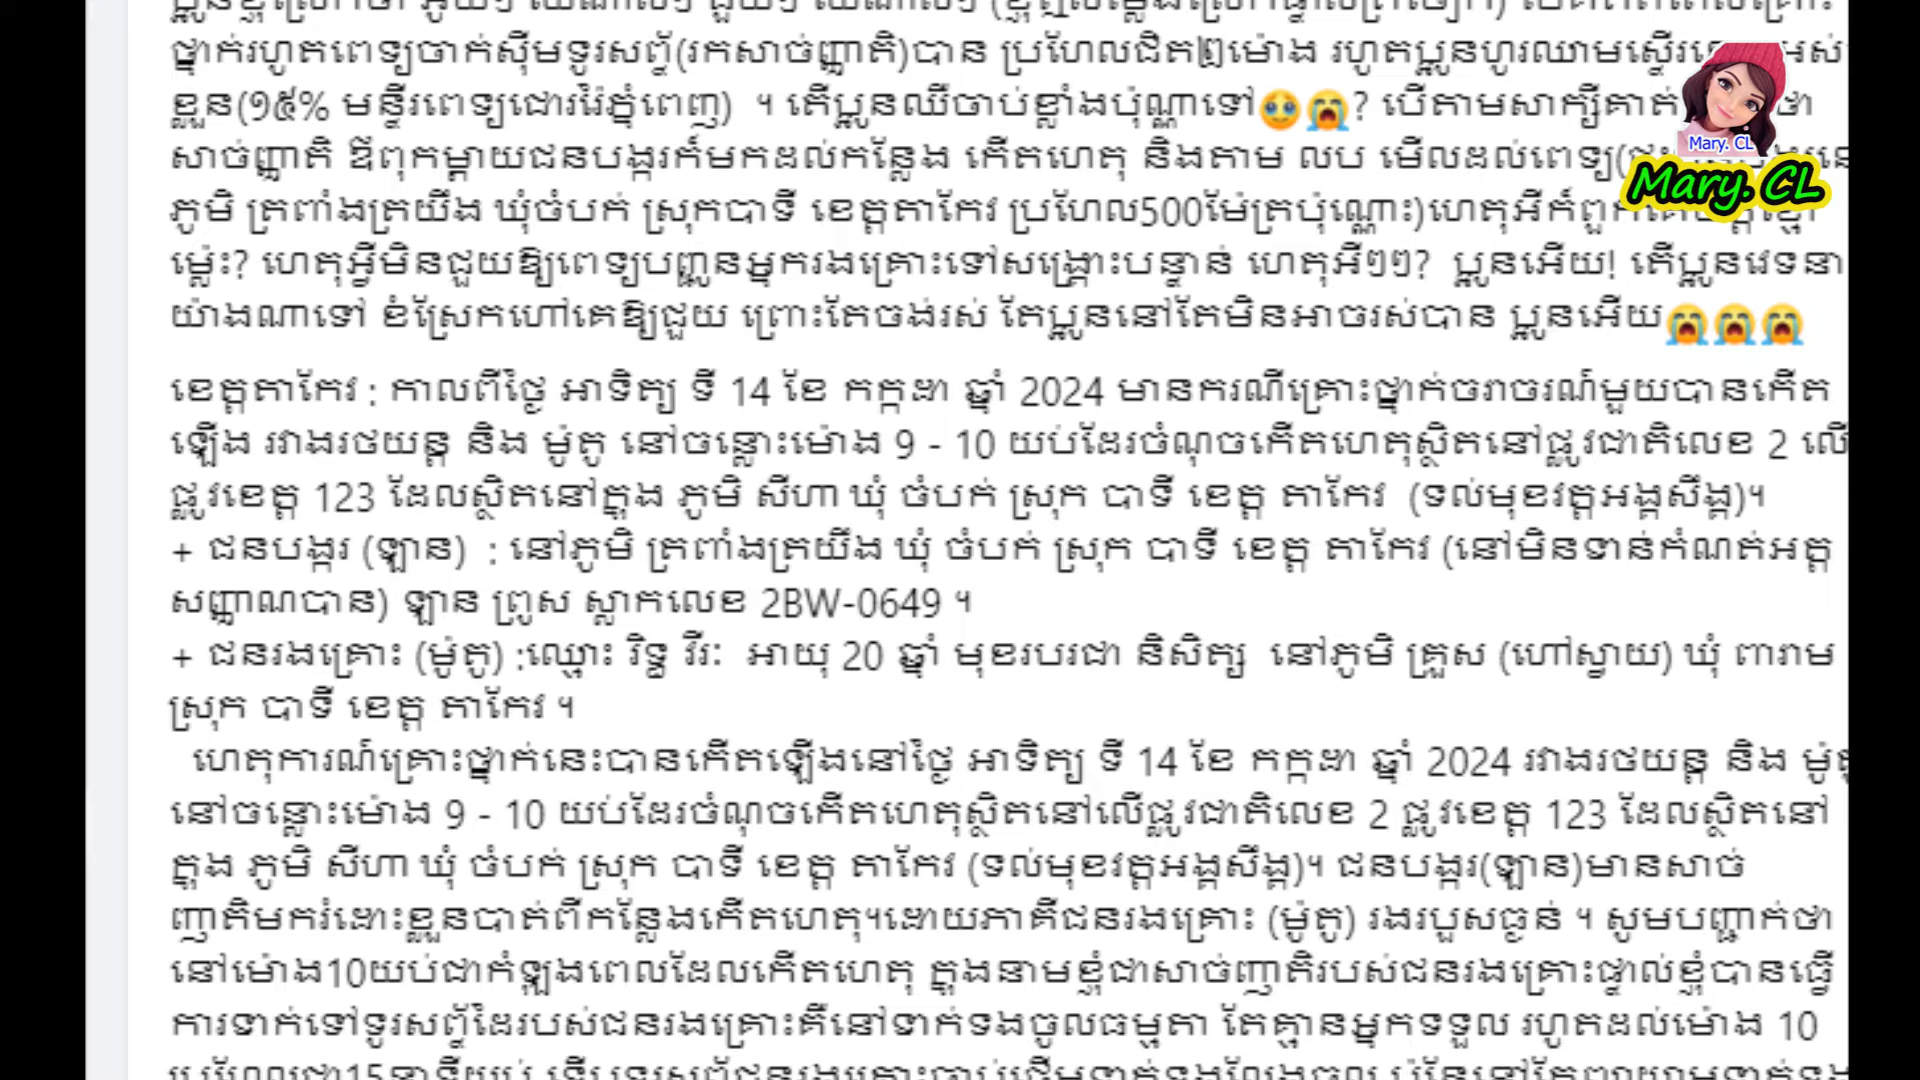 ថ្នាក់រហូតពេទ្យចាក់ស៊ីមទូរសព្ទ័(រកសាច់ញ្ញាតិ)បាន ប្រហែលជិត៣ម៉ោង រហូតប្អូនហូរឈាមស្ទើរ
ខ្លួន(១៥% មន្ទីរពេទ្យជោររ៉ៃភ្នំពេញ) ។ តើប្អូនឈឺចាប់ខ្លាំងប៉ុណ្ណាទៅ🥹😭? បើតាមសាក្សីគាត់
Mary. CL
សាច់ញ្ញាតិ ឪពុកម្ដាយជនបង្ករក៏មកដល់កន្លែង កើតហេតុ និងតាម លប មើលដល់ពេទ្យ
Mary. CL
ភូមិ ត្រពាំងត្រយឹង ឃុំចំបក់ ស្រុកបាទី ខេត្តតាកែវ ប្រហែល500ម៉ែត្រប៉ុណ្ណោះ)ហេតុអីក៏ពួកគេ
ម្ល៉េះ? ហេតុអ្វីមិនជួយឱ្យពេទ្យបញ្ជូនអ្នករងគ្រោះទៅសង្គ្រោះបន្ទាន់ ហេតុអីៗៗ? ប្អូនអើយ! តើប្អូនវេទនា
យ៉ាងណាទៅ ខំស្រែកហៅគេឱ្យជួយ ព្រោះតែចង់រស់ តែប្អូននៅតែមិនអាចរស់បាន ប្អូនអើយ😭😭😭
ខេត្តតាកែវ : កាលពីថ្ងៃ អាទិត្យ ទី 14 ខែ កក្កដា ឆ្នាំ 2024 មានករណីគ្រោះថ្នាក់ចរាចរណ៍មួយបានកើត
ឡើង រវាងរថយន្ត និង ម៉ូតូ នៅចន្លោះម៉ោង 9 - 10 យប់ដែរចំណុចកើតហេតុស្ថិតនៅផ្លូវជាតិលេខ 2 លើ
ផ្លូវខេត្ត 123 ដែលស្ថិតនៅក្នុង ភូមិ សីហា ឃុំ ចំបក់ ស្រុក បាទី ខេត្ត តាកែវ (ទល់មុខវត្តអង្គសឹង្គ)។
+ ជនបង្ករ (ឡាន) : នៅភូមិ ត្រពាំងត្រយឹង ឃុំ ចំបក់ ស្រុក បាទី ខេត្ត តាកែវ (នៅមិនទាន់កំណត់អត្ត
សញ្ញាណបាន) ឡាន ព្រូស ស្លាកលេខ 2BW-0649 ។
+ ជនរងគ្រោះ (ម៉ូតូ) :ឈ្មោះ រិទ្ធ វីរៈ អាយុ 20 ឆ្នាំ មុខរបរជា និសិត្យ នៅភូមិ គ្រួស (ហៅស្វាយ) ឃុំ ពារាម
ស្រុក បាទី ខេត្ត តាកែវ ។
ហេតុការណ៍គ្រោះថ្នាក់នេះបានកើតឡើងនៅថ្ងៃ អាទិត្យ ទី 14 ខែ កក្កដា ឆ្នាំ 2024 រវាងរថយន្ត និង ម៉ូតូ
នៅចន្លោះម៉ោង 9 - 10 យប់ដែរចំណុចកើតហេតុស្ថិតនៅលើផ្លូវជាតិលេខ 2 ផ្លូវខេត្ត 123 ដែលស្ថិតនៅ
ក្នុង ភូមិ សីហា ឃុំ ចំបក់ ស្រុក បាទី ខេត្ត តាកែវ (ទល់មុខវត្តអង្គសឹង្គ)។ ជនបង្ករ(ឡាន)មានសាច់
ញាតិមករំដោះខ្លួនបាត់ពីកន្លែងកើតហេតុ។ដោយភាគីជនរងគ្រោះ (ម៉ូតូ) រងរបួសធ្ងន់ ។ សូមបញ្ជាក់ថា
នៅម៉ោង10យប់ជាកំឡុងពេលដែលកើតហេតុ ក្នុងនាមខ្ញុំជាសាច់ញាតិរបស់ជនរងគ្រោះផ្ទាល់ខ្ញុំបានធ្វើ
ការទាក់ទៅទូរសព្ទ័ដៃរបស់ជនរងគ្រោះគឺនៅទាក់ទងចូលធម្មតា តែគ្មានអ្នកទទួល រហូតដល់ម៉ោង 10